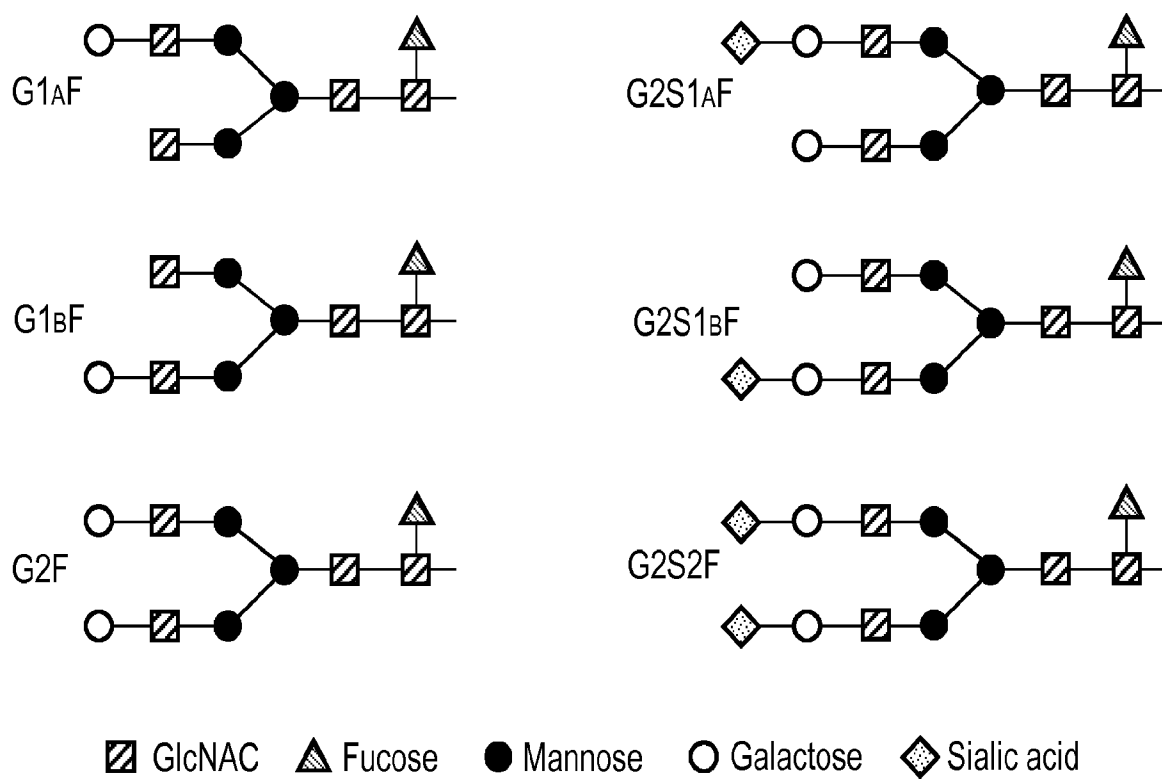 G1AF
G2S1AF
G1BF
G2S1BF
G2F
G2S2F
GlcNAC Fucose Mannose Galactose Sialic acid